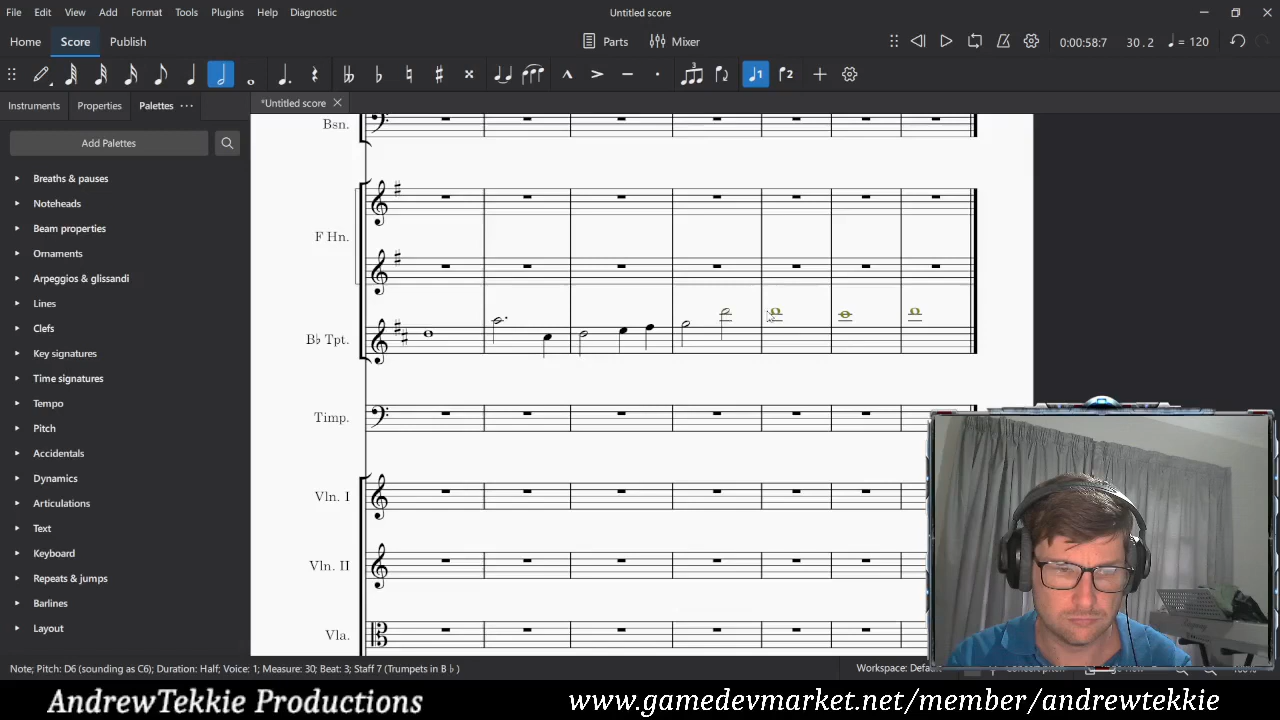 File Edit View Add Format Tools Plugins Help Diagnostic Untitled score
Home Score Publish Parts Mixer 0:00:58:7 30 . 2 = 120
3 1 2
Instruments Properties Palettes *Untitled score
Add Palettes
Breaths & pauses
Noteheads
Beam properties
Ornaments
Arpeggios & glissandi
Lines
Clefs
Key signatures
Time signatures
Tempo
Pitch
Accidentals
Dynamics
Articulations
Text
Keyboard
Repeats & jumps
Barlines
Layout
Bsn.
F Hn.
B♭ Tpt.
Timp.
Vln. I
Vln. II
Vla.
Note; Pitch: D6 (sounding as C6); Duration: Half; Voice: 1; Measure: 30; Beat: 3; Staff 7 (Trumpets in B♭)
Workspace: Default
AndrewTekkie Productions www.gamedevmarket.net/member/andrewtekkie